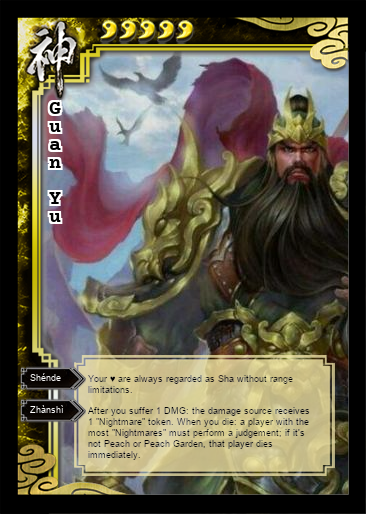 神
Guan Yu
Shénde
Your ♥ are always regarded as Sha without range
limitations.
Zhànshì
After you suffer 1 DMG: the damage source receives
1 "Nightmare" token. When you die: a player with the
most "Nightmares" must perform a judgement; if it's
not Peach or Peach Garden, that player dies
immediately.